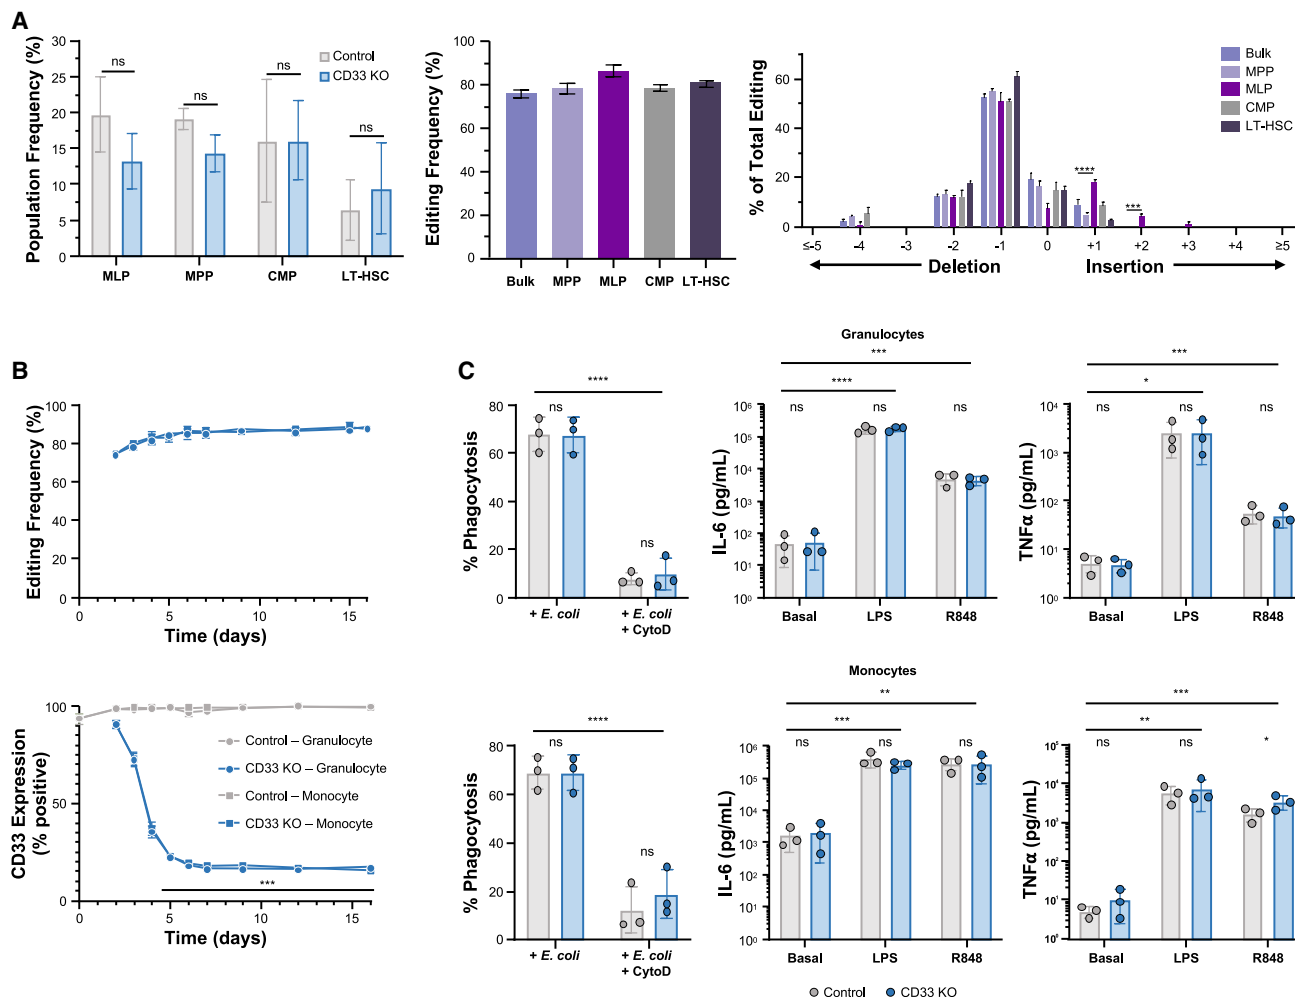 A
Population Frequency (%)
30
25
20
15
10
5
0
ns
ns
ns
ns
Control
CD33 KO
MLP
MPP
CMP
LT-HSC
Editing Frequency (%)
100
80
60
40
20
0
Bulk
MPP
MLP
CMP
LT-HSC
% of Total Editing
60
40
20
0
****
***
Bulk
MPP
MLP
CMP
LT-HSC
≤-5
-4
-3
-2
-1
0
+1
+2
+3
+4
≥5
Deletion
Insertion
B
Editing Frequency (%)
100
80
60
40
20
0
0
5
10
15
Time (days)
CD33 Expression
(% positive)
100
50
0
Control – Granulocyte
CD33 KO – Granulocyte
Control – Monocyte
CD33 KO – Monocyte
***
0
5
10
15
Time (days)
C
Granulocytes
% Phagocytosis
80
60
40
20
0
****
ns
ns
+ E. coli
+ E. coli
+ CytoD
IL-6 (pg/mL)
10⁶
10⁵
10⁴
10³
10²
10¹
10⁰
***
****
ns
ns
ns
Basal
LPS
R848
TNFα (pg/mL)
10⁴
10³
10²
10¹
10⁰
***
*
ns
ns
ns
Basal
LPS
R848
Monocytes
% Phagocytosis
80
60
40
20
0
****
ns
ns
+ E. coli
+ E. coli
+ CytoD
IL-6 (pg/mL)
10⁶
10⁵
10⁴
10³
10²
10¹
10⁰
**
***
ns
ns
ns
Basal
LPS
R848
TNFα (pg/mL)
10⁵
10⁴
10³
10²
10¹
10⁰
***
**
ns
ns
*
Basal
LPS
R848
Control
CD33 KO